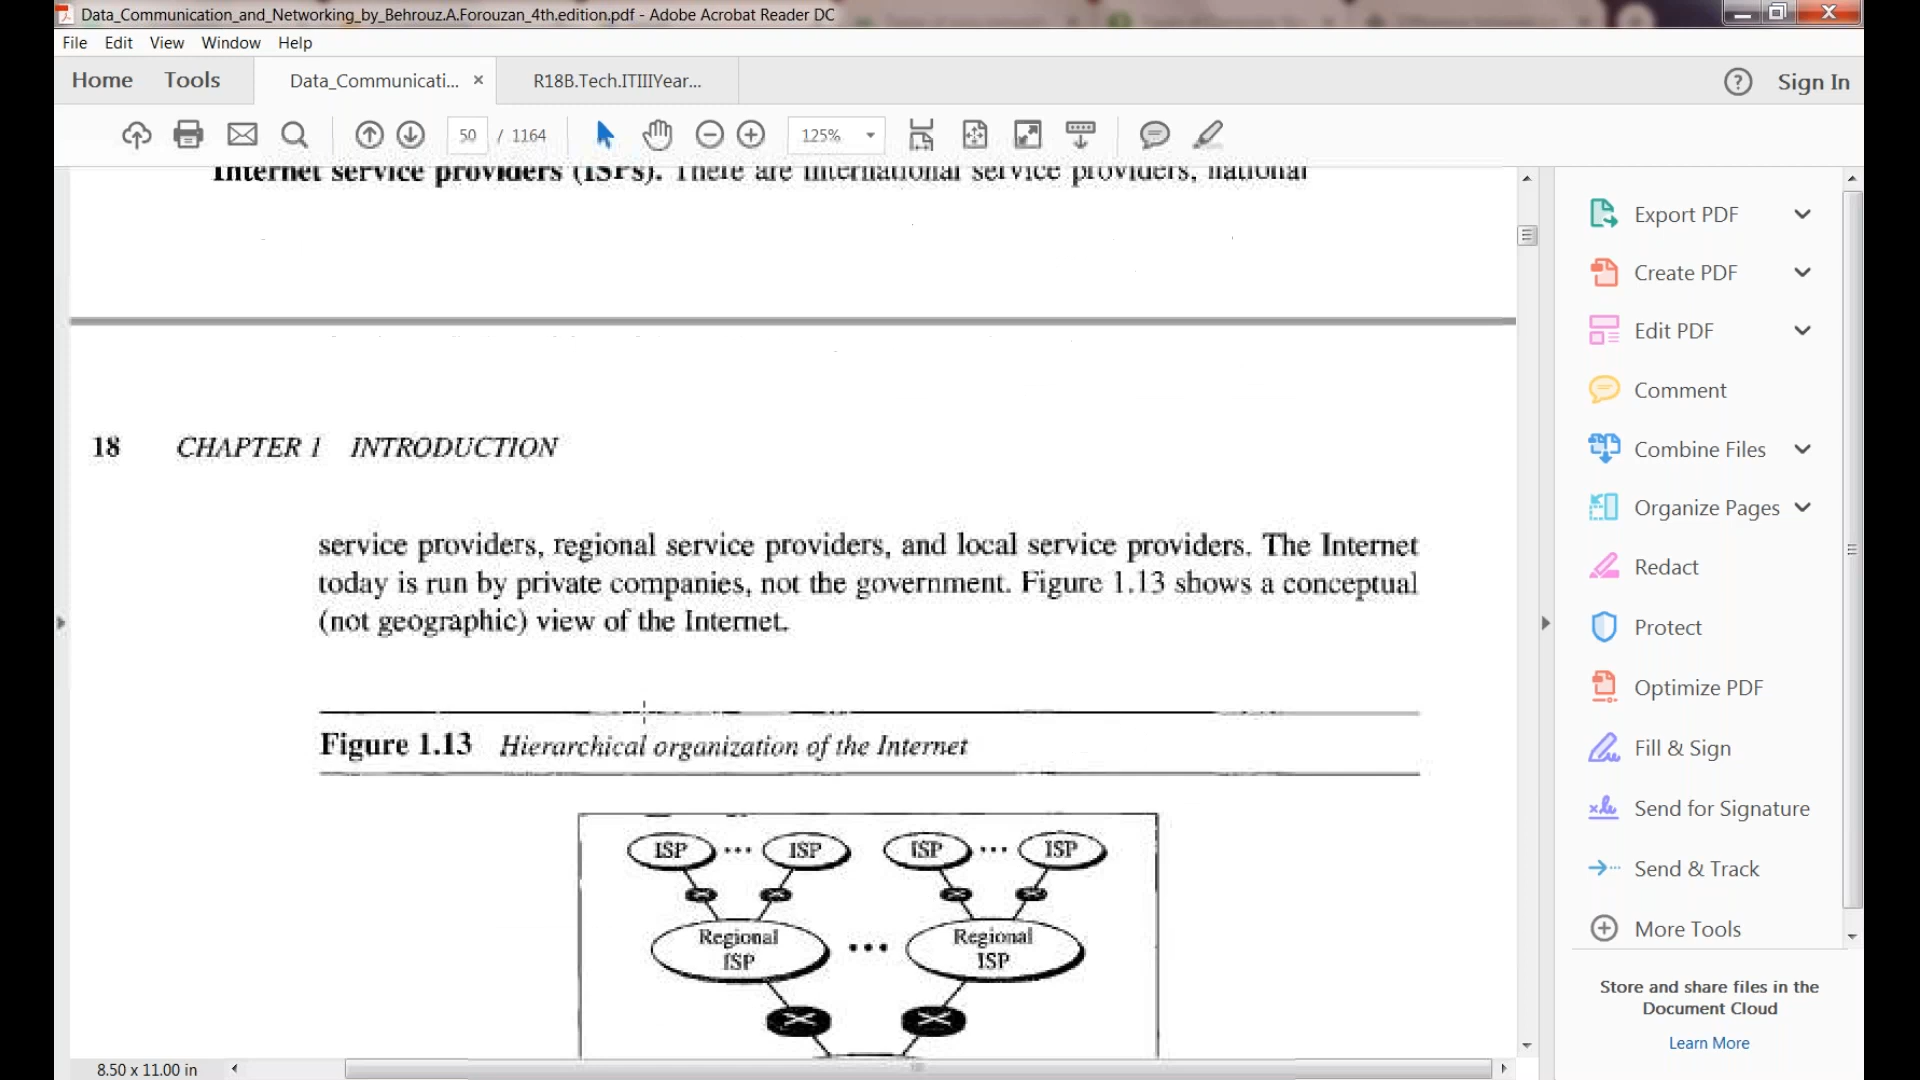 Data_Communication_and_Networking_by_Behrouz.A.Forouzan_4th.edition.pdf - Adobe Acrobat Reader DC
File Edit View Window Help
Home Tools Data_Communicati... × R18B.Tech.ITIIIYear... ? Sign In
50 / 1164 125%
Internet service providers (ISPs). There are international service providers, national
18 CHAPTER 1 INTRODUCTION
service providers, regional service providers, and local service providers. The Internet
today is run by private companies, not the government. Figure 1.13 shows a conceptual
(not geographic) view of the Internet.
Figure 1.13 Hierarchical organization of the Internet
ISP ... ISP ISP ... ISP
Regional ISP ... Regional ISP
8.50 x 11.00 in
Export PDF
Create PDF
Edit PDF
Comment
Combine Files
Organize Pages
Redact
Protect
Optimize PDF
Fill & Sign
Send for Signature
Send & Track
More Tools
Store and share files in the
Document Cloud
Learn More